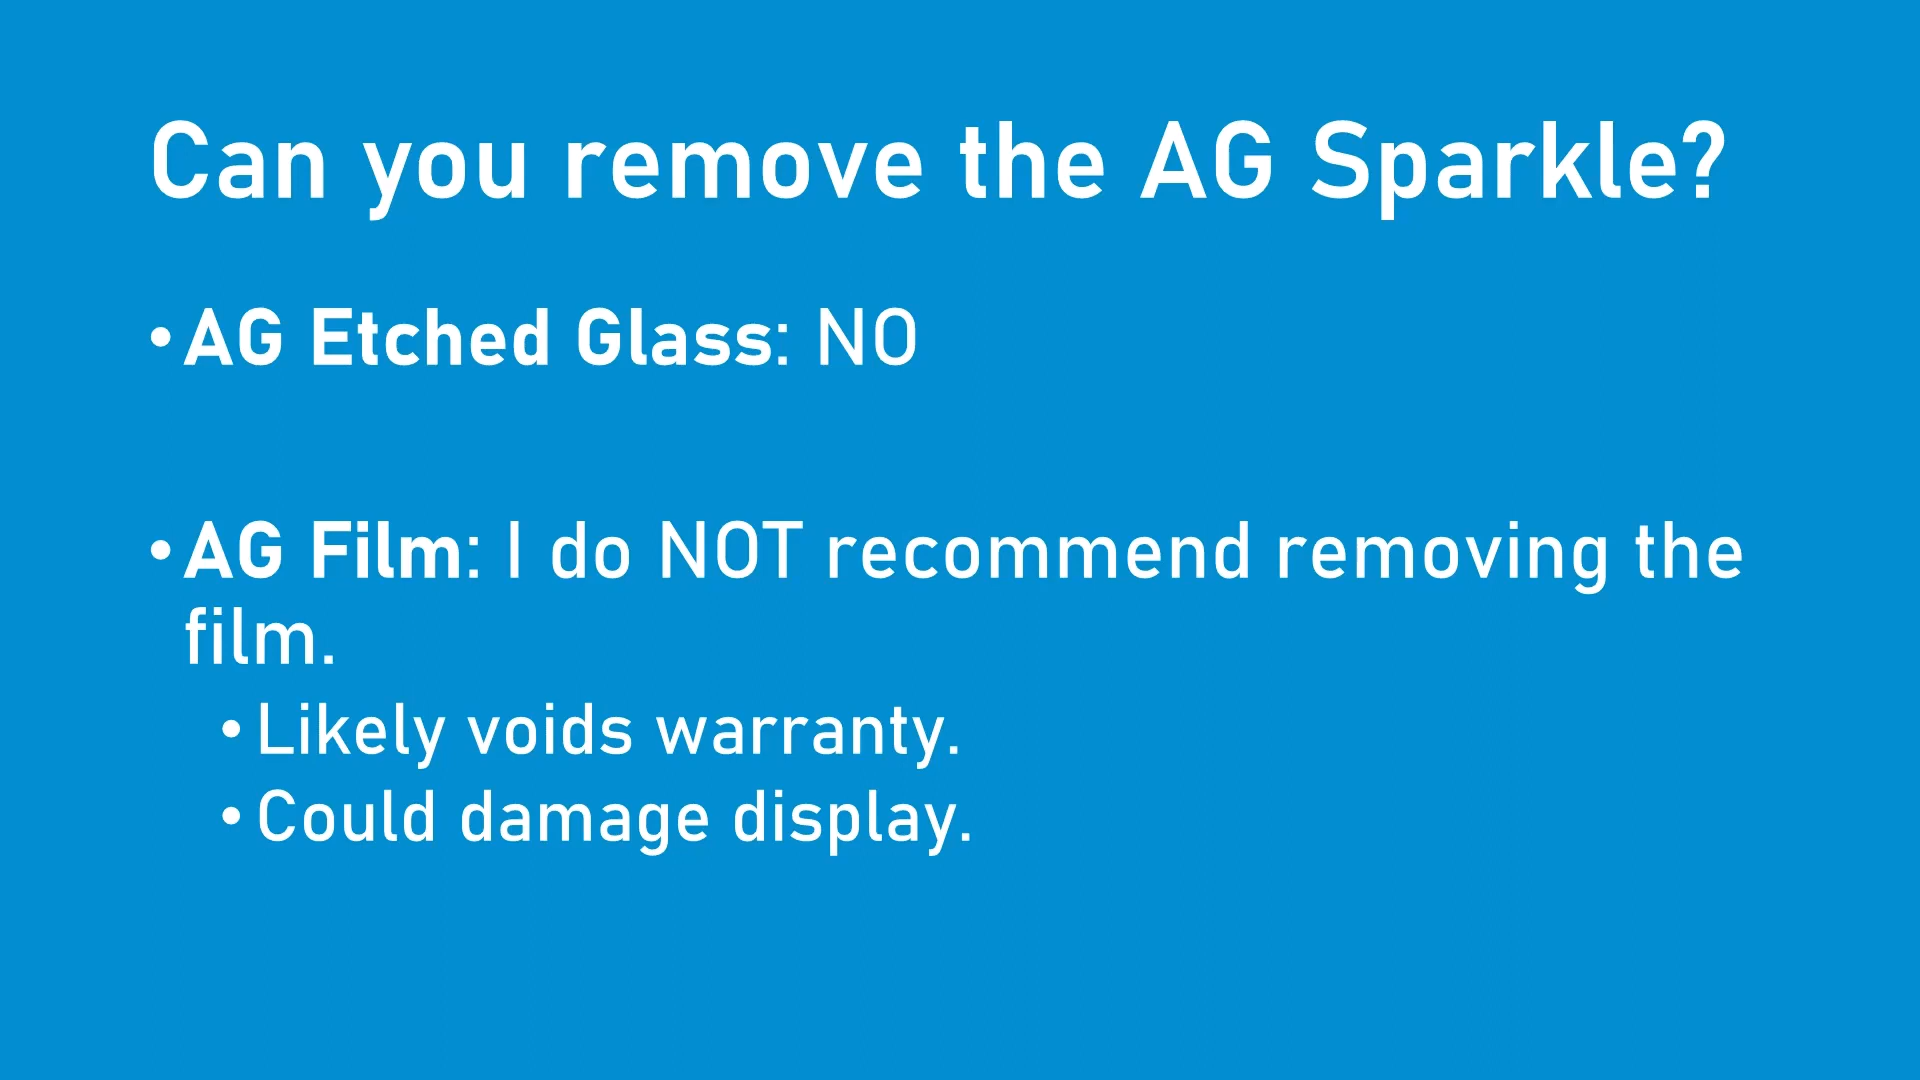 Can you remove the AG Sparkle?
• AG Etched Glass: NO
• AG Film: I do NOT recommend removing the
film.
• Likely voids warranty.
• Could damage display.